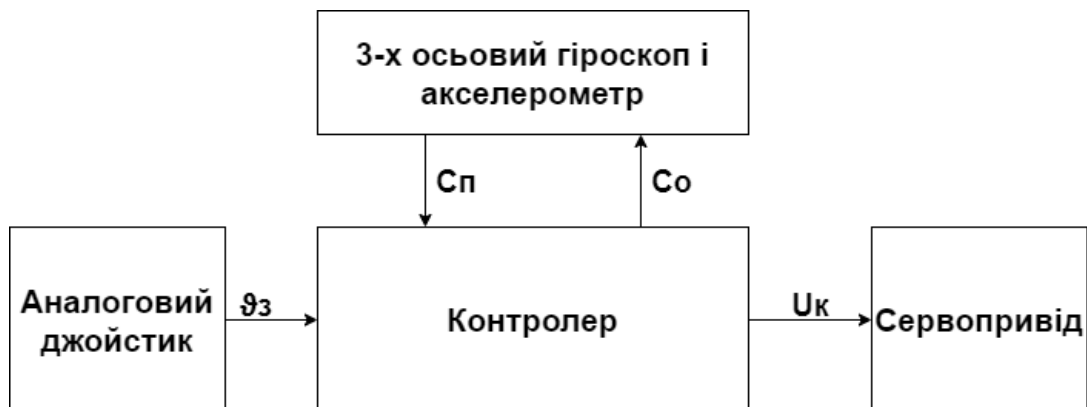 3-х осьовий гіроскоп і
акселерометр
Сп
Со
Аналоговий
джойстик
ϑз
Контролер
Uк
Сервопривід